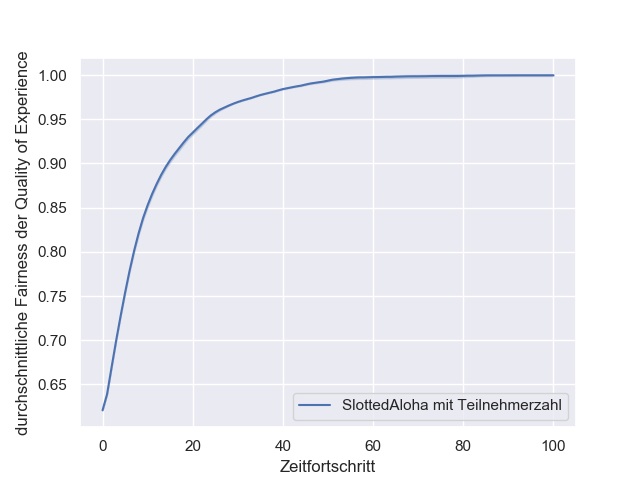 durchschnittliche Fairness der Quality of Experience
1.00
0.95
0.90
0.85
0.80
0.75
0.70
0.65
0 20 40 60 80 100
Zeitfortschritt
SlottedAloha mit Teilnehmerzahl